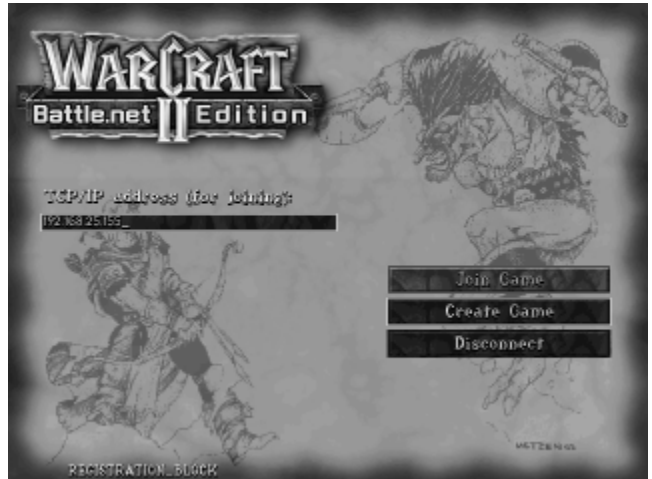 WARCRAFT
Battle.net II Edition
TCP/IP address (for joining):
192.168.25.155_
Join Game
Create Game
Disconnect
METZEN
REGISTRATION_BLOCK